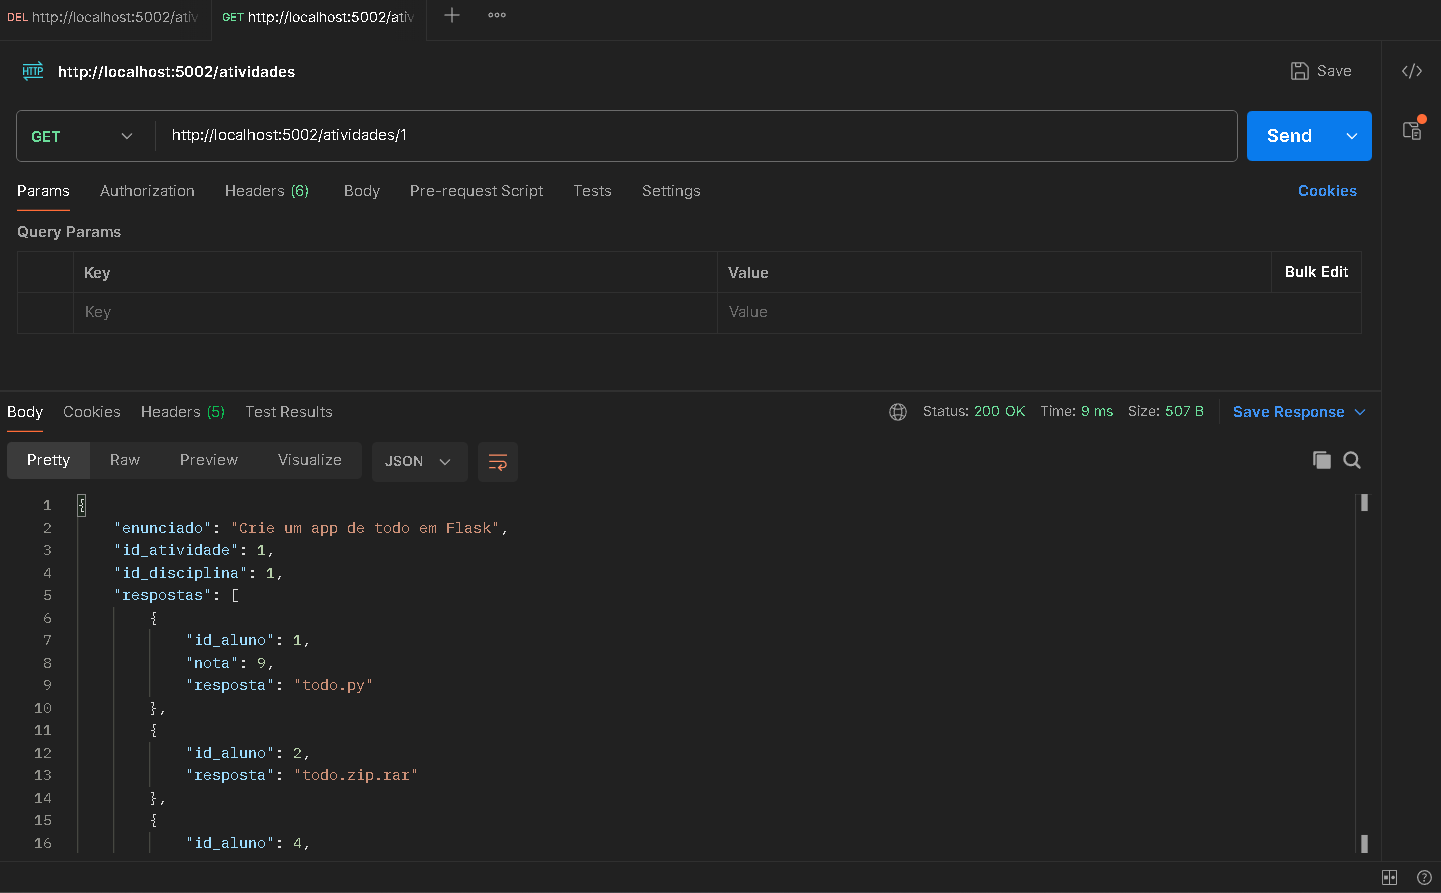 DEL http://localhost:5002/ativ GET http://localhost:5002/ativ
HTTP http://localhost:5002/atividades Save
GET http://localhost:5002/atividades/1 Send
Params Authorization Headers (6) Body Pre-request Script Tests Settings Cookies
Query Params
Key Value Bulk Edit
Key Value
Body Cookies Headers (5) Test Results Status: 200 OK Time: 9 ms Size: 507 B Save Response
Pretty Raw Preview Visualize JSON
1 {
2 "enunciado": "Crie um app de todo em Flask",
3 "id_atividade": 1,
4 "id_disciplina": 1,
5 "respostas": [
6 {
7 "id_aluno": 1,
8 "nota": 9,
9 "resposta": "todo.py"
10 },
11 {
12 "id_aluno": 2,
13 "resposta": "todo.zip.rar"
14 },
15 {
16 "id_aluno": 4,